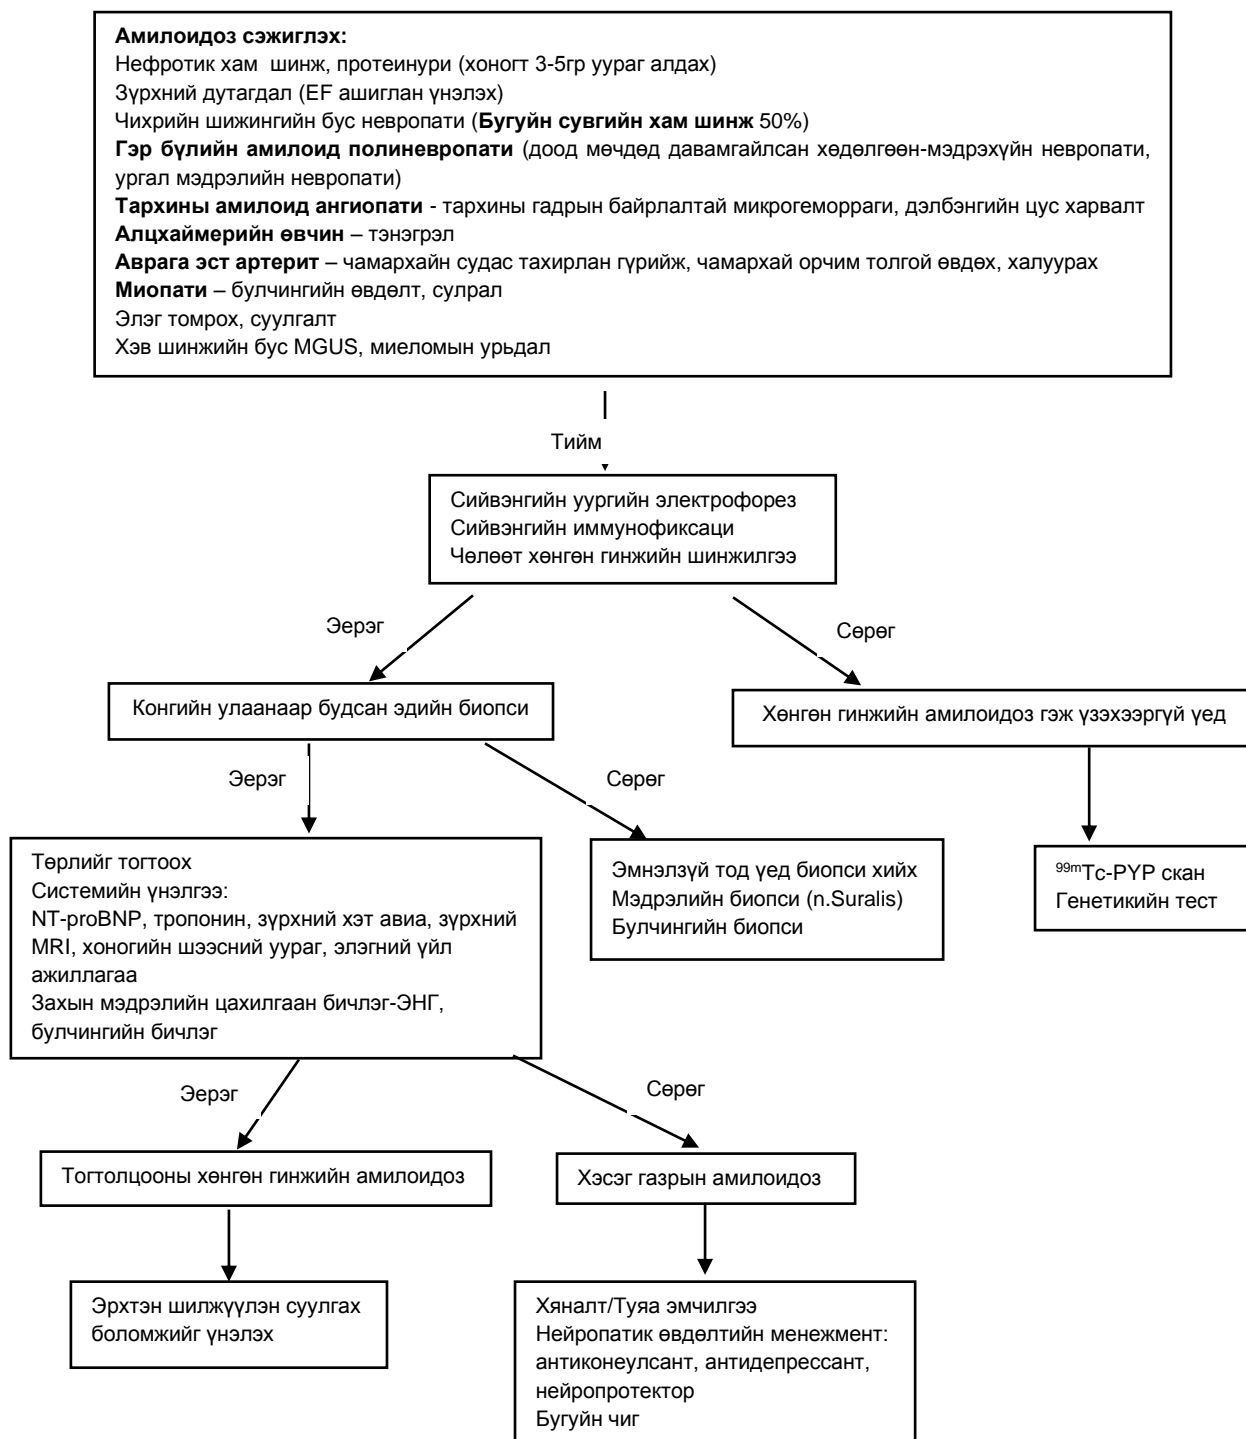 Амилоидоз сэжиглэх:
Нефротик хам шинж, протеинури (хоногт 3-5гр уураг алдах)
Зүрхний дутагдал (EF ашиглан үнэлэх)
Чихрийн шижингийн бус невропати (Бугуйн сувгийн хам шинж 50%)
Гэр бүлийн амилоид полиневропати (доод мөчдөд давамгайлсан хөдөлгөөн-мэдрэхүйн невропати,
ургал мэдрэлийн невропати)
Тархины амилоид ангиопати - тархины гадрын байрлалтай микрогеморраги, дэлбэнгийн цус харвалт
Алцхаймерийн өвчин – тэнэгрэл
Аврага эст артерит – чамархайн судас тахирлан гүрийж, чамархай орчим толгой өвдөх, халуурах
Миопати – булчингийн өвдөлт, сулрал
Элэг томрох, суулгалт
Хэв шинжийн бус MGUS, миеломын урьдал
Тийм
Сийвэнгийн уургийн электрофорез
Сийвэнгийн иммунофиксаци
Чөлөөт хөнгөн гинжийн шинжилгээ
Эерэг
Сөрөг
Конгийн улаанаар будсан эдийн биопси
Хөнгөн гинжийн амилоидоз гэж үзэхээргүй үед
Эерэг
Сөрөг
Төрлийг тогтоох
Системийн үнэлгээ:
NT-proBNP, тропонин, зүрхний хэт авиа, зүрхний
MRI, хоногийн шээсний уураг, элэгний үйл
ажиллагаа
Захын мэдрэлийн цахилгаан бичлэг-ЭНГ,
булчингийн бичлэг
Эмнэлзүй тод үед биопси хийх
Мэдрэлийн биопси (n.Suralis)
Булчингийн биопси
99mTc-PYP скан
Генетикийн тест
Эерэг
Сөрөг
Тогтолцооны хөнгөн гинжийн амилоидоз
Хэсэг газрын амилоидоз
Эрхтэн шилжүүлэн суулгах
боломжийг үнэлэх
Хяналт/Туяа эмчилгээ
Нейропатик өвдөлтийн менежмент:
антиконеулсант, антидепрессант,
нейропротектор
Бугуйн чиг